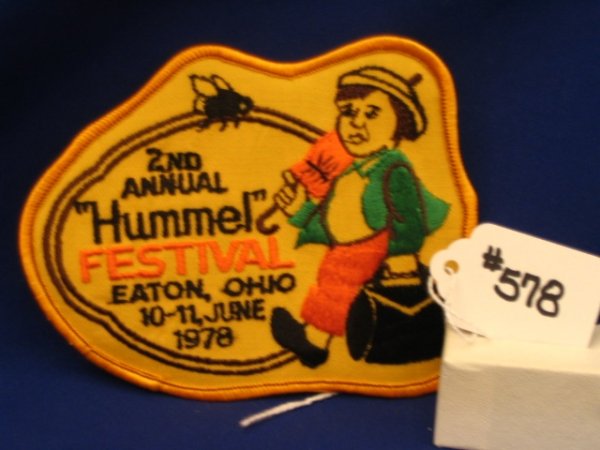 2ND
ANNUAL
"Hummel"
FESTIVAL
EATON, OHIO
10-11, JUNE
1978
#578